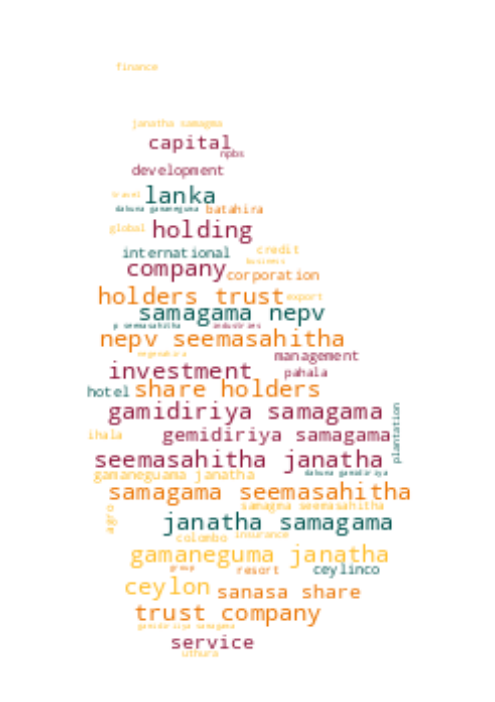 finance
janatha samagma
capital
npbs
development
travel
lanka
dakuna gamaneguma
batahira
global
holding
international
credit
business
company
corporation
holders trust
export
samagama nepv
p seemasahitha
industries
nepv seemasahitha
management
investment
pahala
hotel
share holders
gamidiriya samagama
plantation
ihala
gemidiriya samagama
seemasahitha janatha
gamaneguama janatha
dakuna gamidiriya
samagama seemasahitha
samagma seemasahitha
agro
janatha samagama
colombo
insurance
gamaneguma janatha
group
resort
ceylinco
ceylon
sanasa share
trust company
gamidiriya samagama
service
uthura